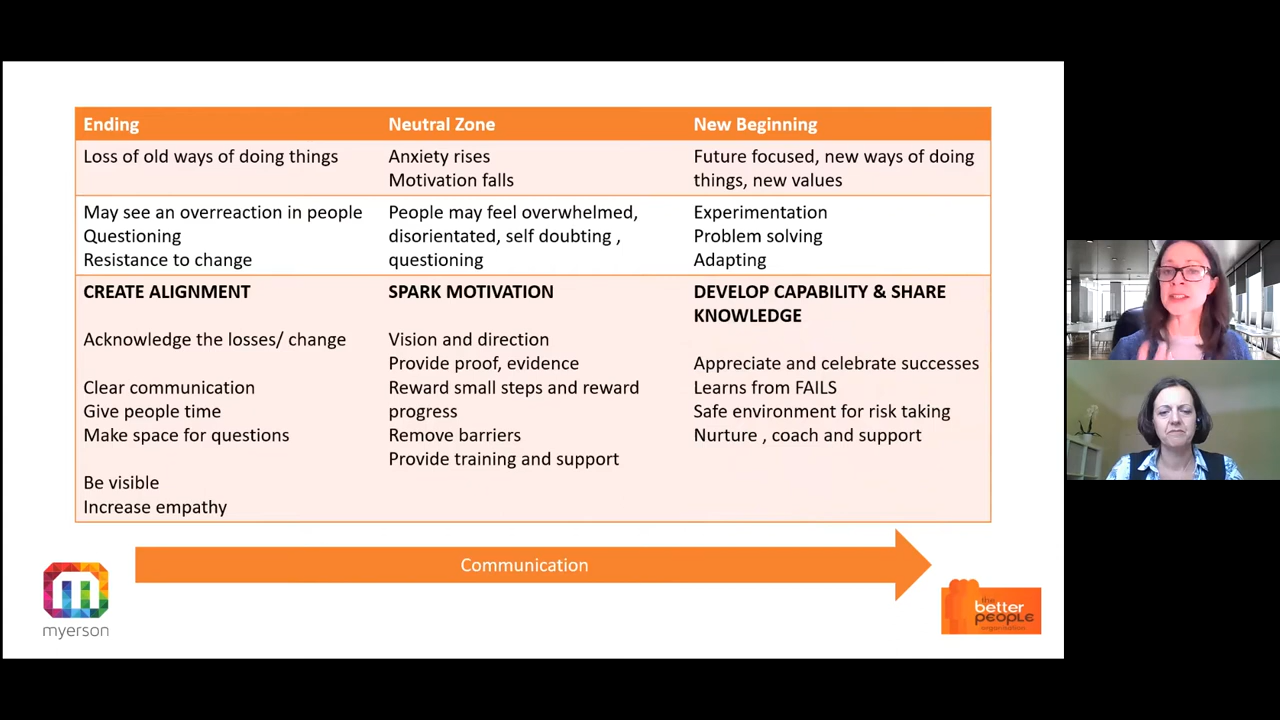 Ending
Neutral Zone
New Beginning
Loss of old ways of doing things
Anxiety rises
Motivation falls
Future focused, new ways of doing
things, new values
May see an overreaction in people
Questioning
Resistance to change
People may feel overwhelmed,
disorientated, self doubting ,
questioning
Experimentation
Problem solving
Adapting
CREATE ALIGNMENT
Acknowledge the losses/ change
Clear communication
Give people time
Make space for questions
Be visible
Increase empathy
SPARK MOTIVATION
Vision and direction
Provide proof, evidence
Reward small steps and reward
progress
Remove barriers
Provide training and support
DEVELOP CAPABILITY & SHARE
KNOWLEDGE
Appreciate and celebrate successes
Learns from FAILS
Safe environment for risk taking
Nurture , coach and support
Communication
myerson
the
better
people
organisation